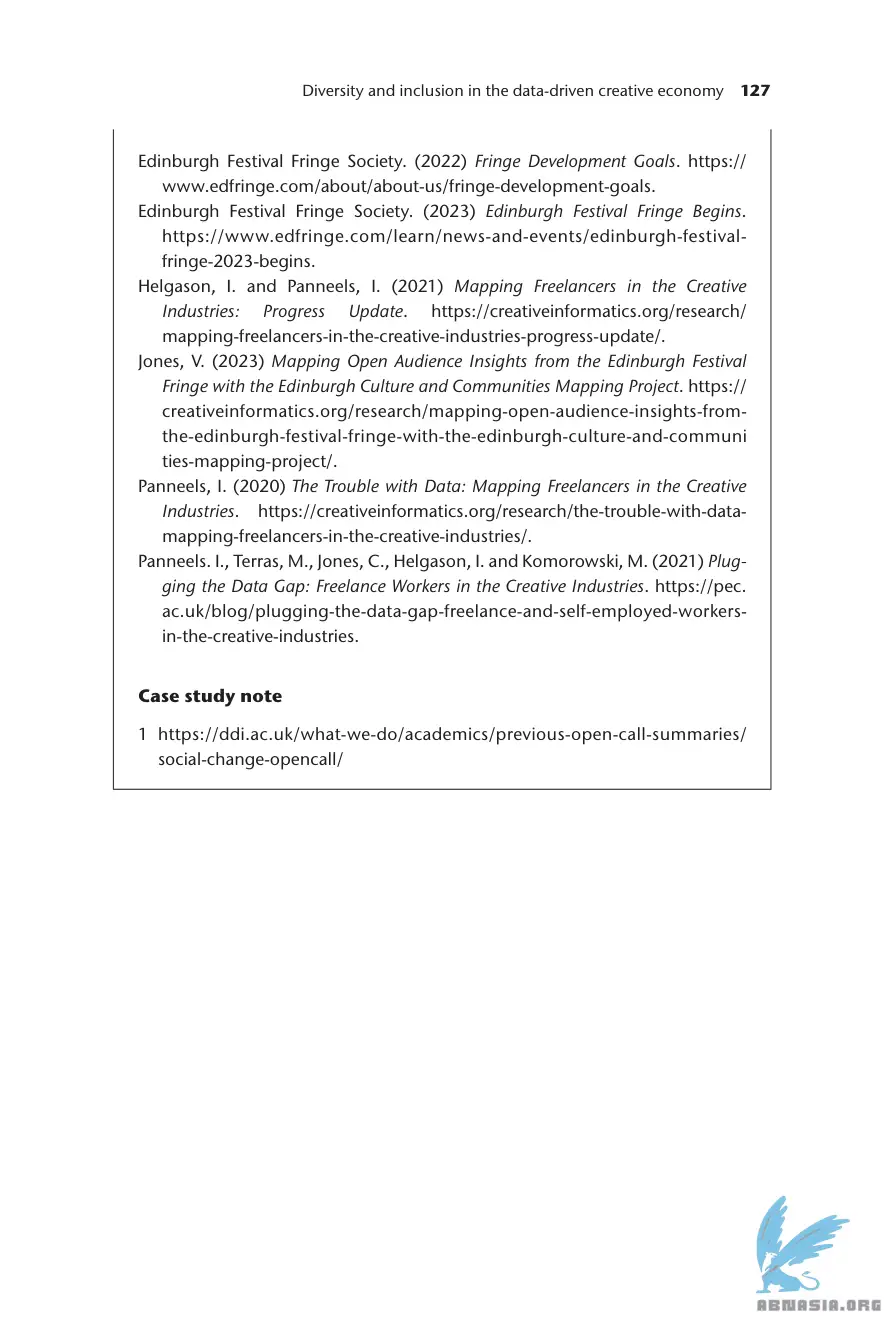 Diversity and inclusion in the data-driven creative economy 127
Edinburgh Festival Fringe Society. (2022) Fringe Development Goals. https://
www.edfringe.com/about/about-us/fringe-development-goals.
Edinburgh Festival Fringe Society. (2023) Edinburgh Festival Fringe Begins.
https://www.edfringe.com/learn/news-and-events/edinburgh-festival-
fringe-2023-begins.
Helgason, I. and Panneels, I. (2021) Mapping Freelancers in the Creative
Industries: Progress Update. https://creativeinformatics.org/research/
mapping-freelancers-in-the-creative-industries-progress-update/.
Jones, V. (2023) Mapping Open Audience Insights from the Edinburgh Festival
Fringe with the Edinburgh Culture and Communities Mapping Project. https://
creativeinformatics.org/research/mapping-open-audience-insights-from-
the-edinburgh-festival-fringe-with-the-edinburgh-culture-and-communi
ties-mapping-project/.
Panneels, I. (2020) The Trouble with Data: Mapping Freelancers in the Creative
Industries. https://creativeinformatics.org/research/the-trouble-with-data-
mapping-freelancers-in-the-creative-industries/.
Panneels. I., Terras, M., Jones, C., Helgason, I. and Komorowski, M. (2021) Plug-
ging the Data Gap: Freelance Workers in the Creative Industries. https://pec.
ac.uk/blog/plugging-the-data-gap-freelance-and-self-employed-workers-
in-the-creative-industries.
Case study note
1 https://ddi.ac.uk/what-we-do/academics/previous-open-call-summaries/
social-change-opencall/
ABNASIA.ORG